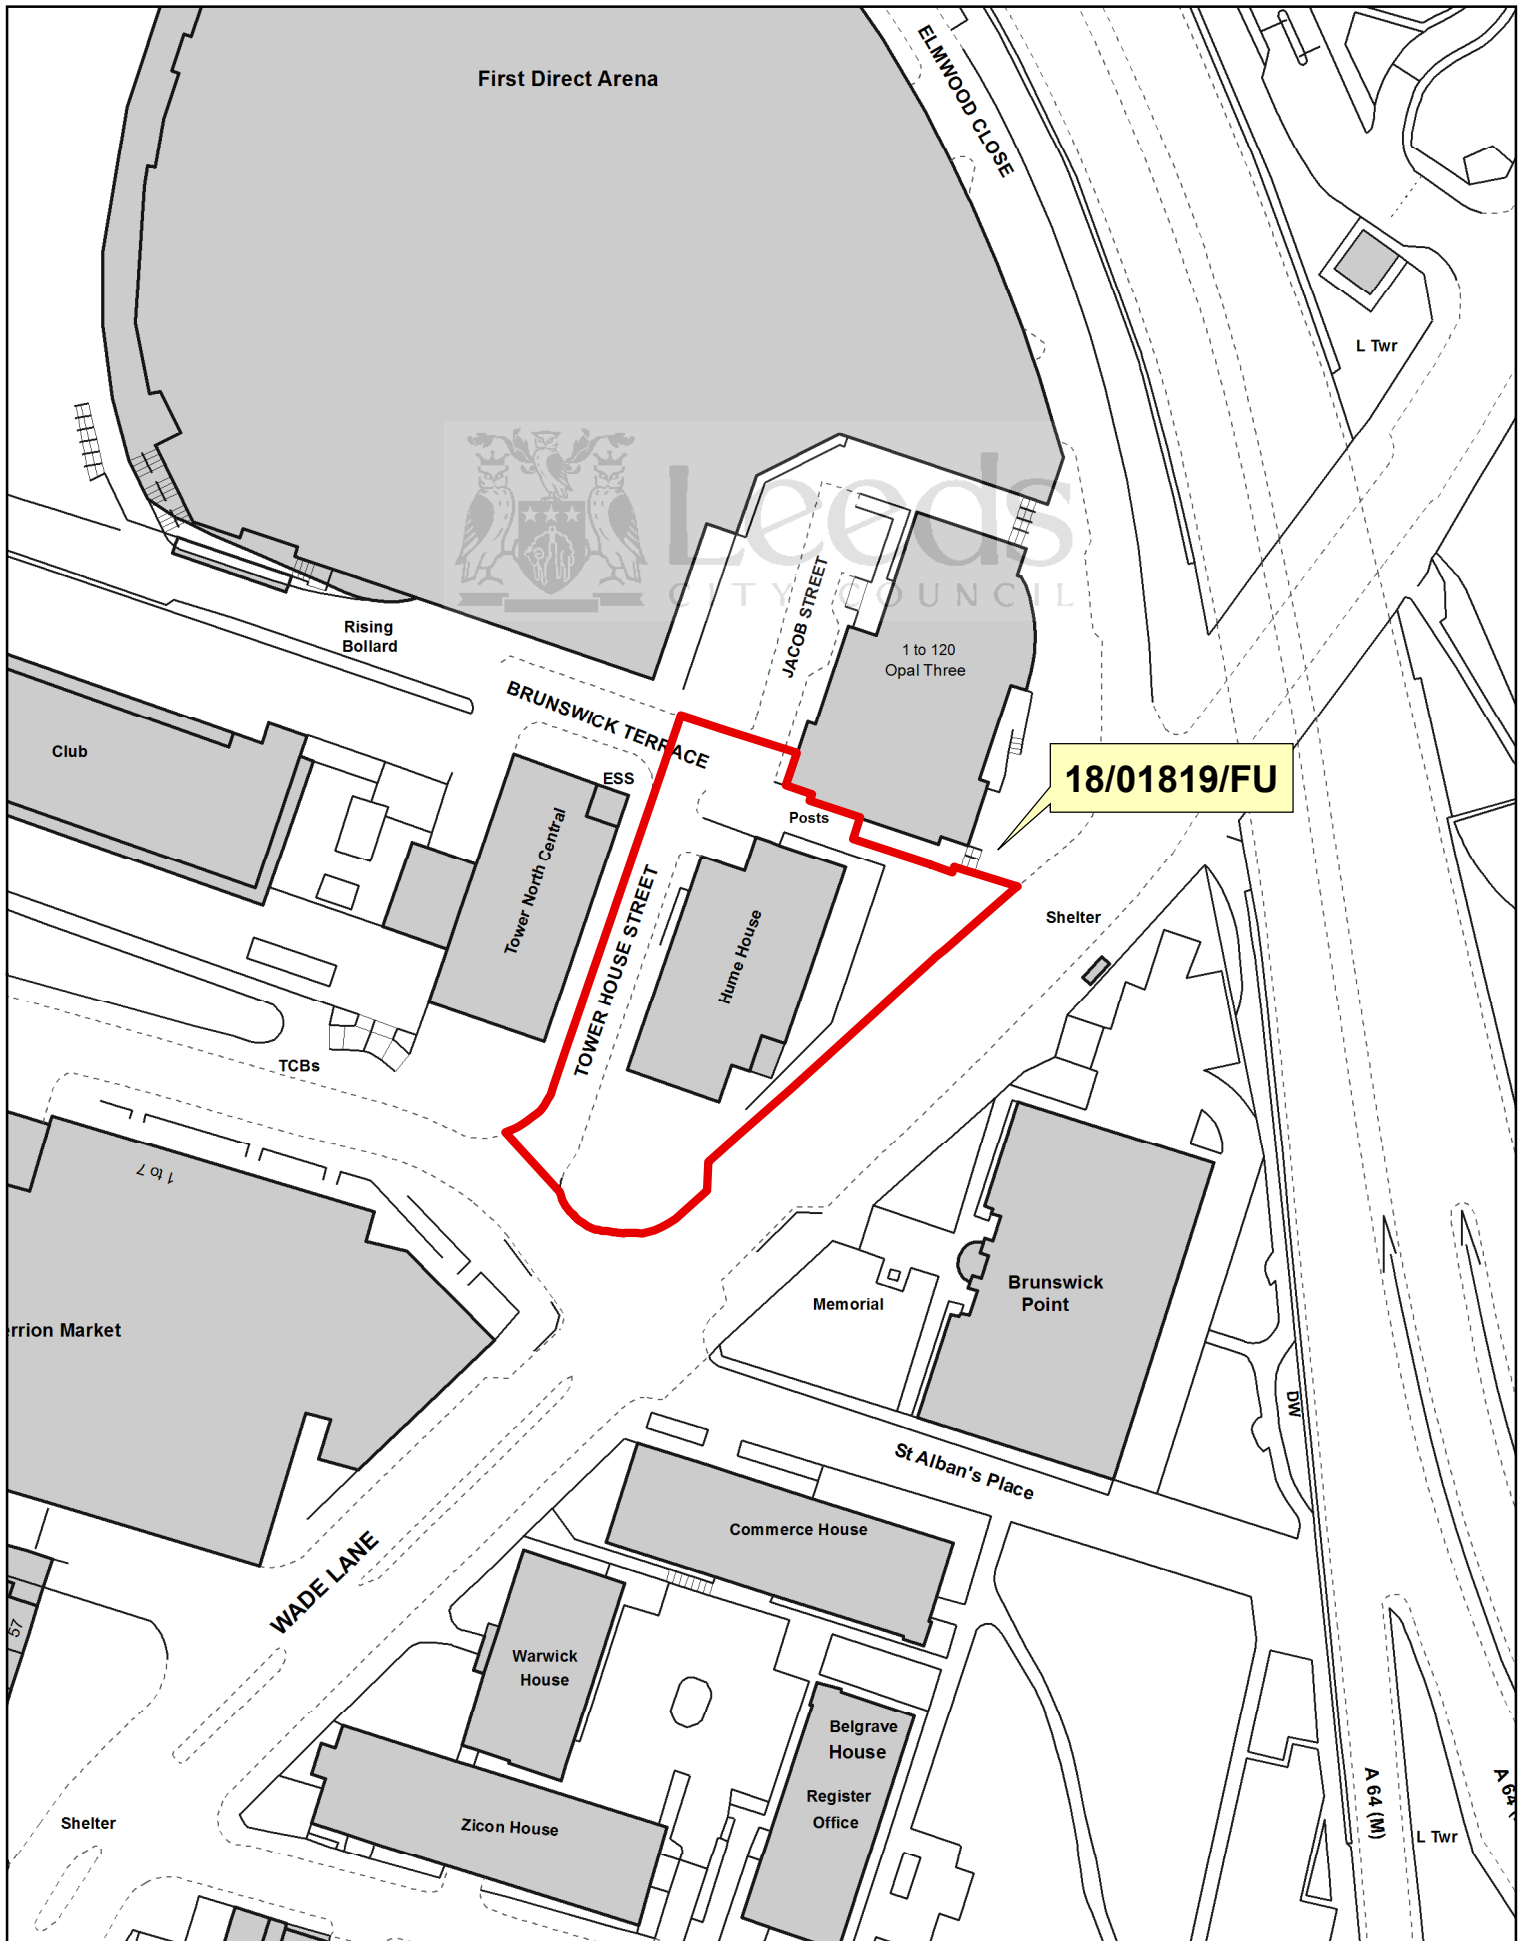 First Direct Arena
ELMWOOD CLOSE
L Twr
Leeds
CITY COUNCIL
JACOB STREET
Rising
Bollard
1 to 120
Opal Three
BRUNSWICK TERRACE
Club
ESS
18/01819/FU
Posts
Tower North Central
TOWER HOUSE STREET
Hume House
Shelter
TCBs
1 to 7
Brunswick
Point
Memorial
rrion Market
DW
St Alban's Place
Commerce House
WADE LANE
57
Warwick
House
Belgrave
House
Register
Office
A 64 (M)
A 64
Shelter
Zicon House
L Twr